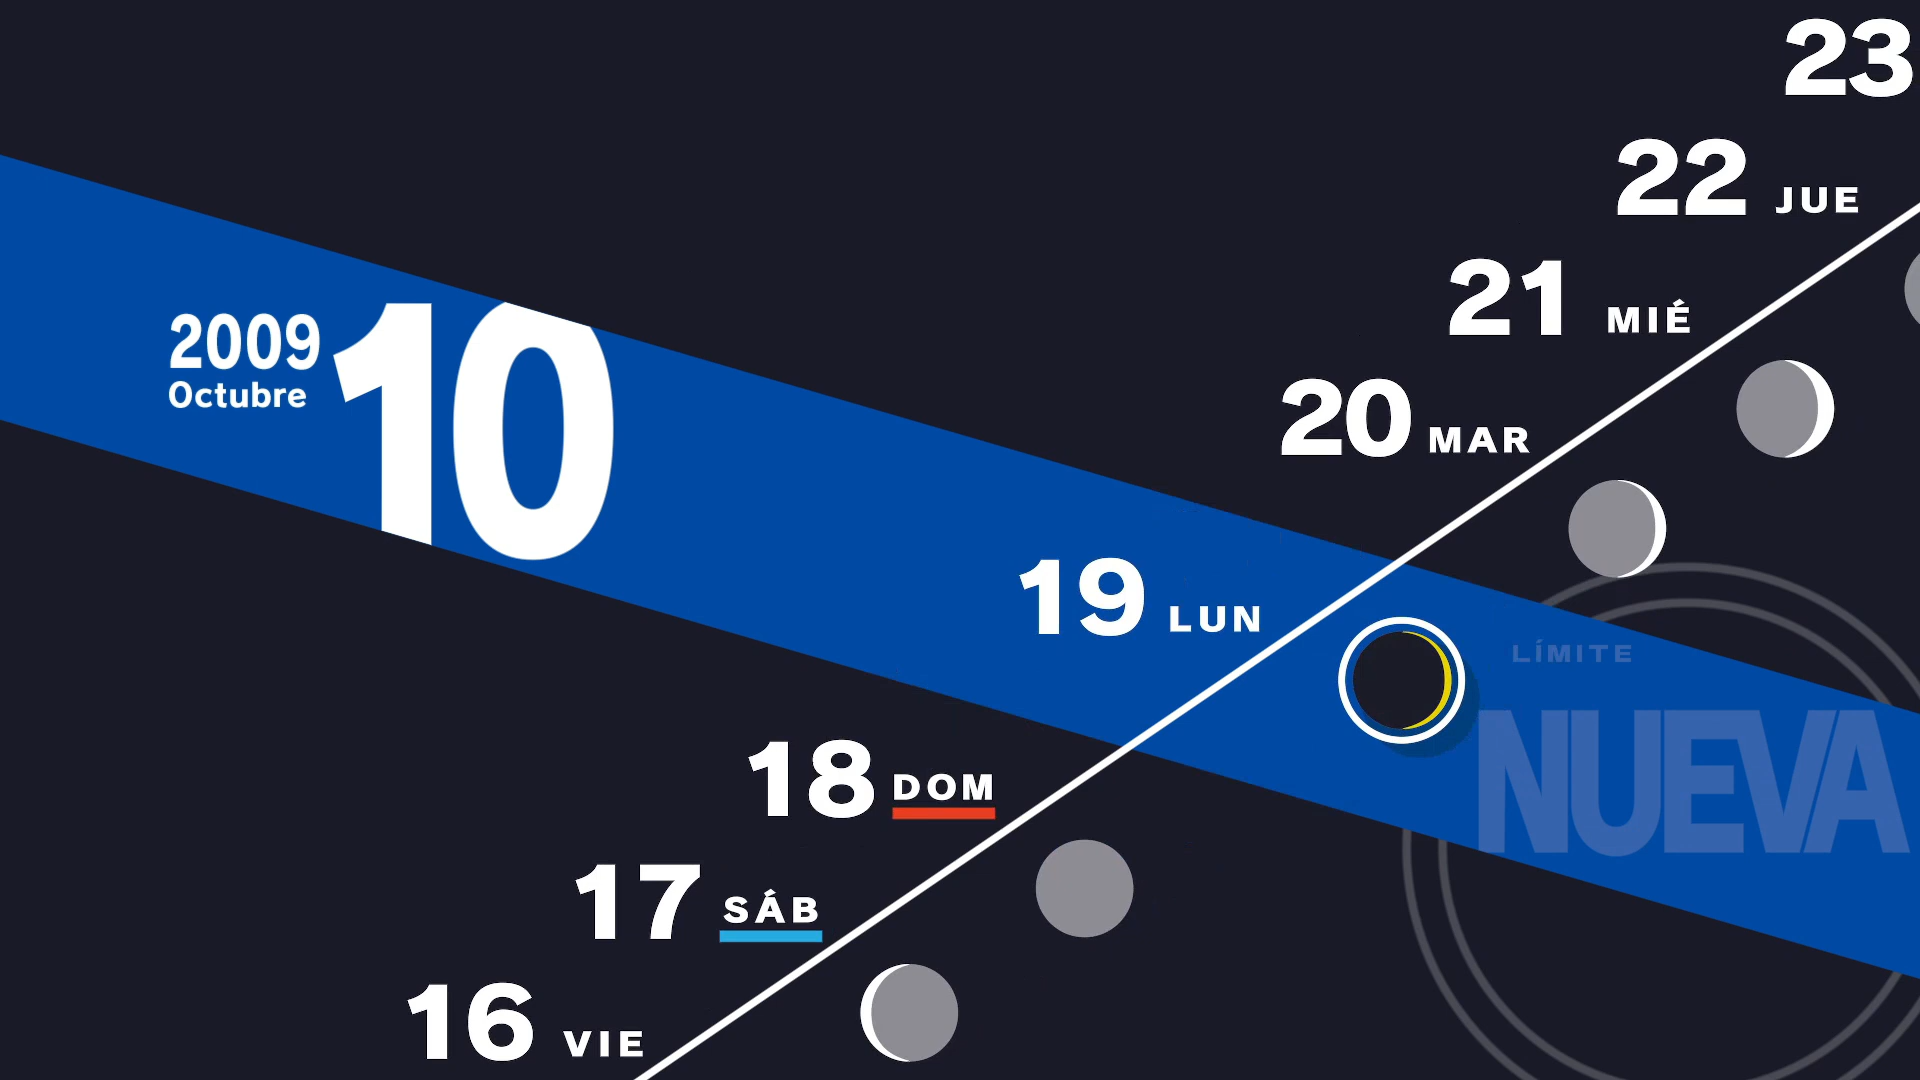 23
22 JUE
21 MIÉ
2009
Octubre
10
20 MAR
19 LUN
LÍMITE
NUEVA
18 DOM
17 SÁB
16 VIE